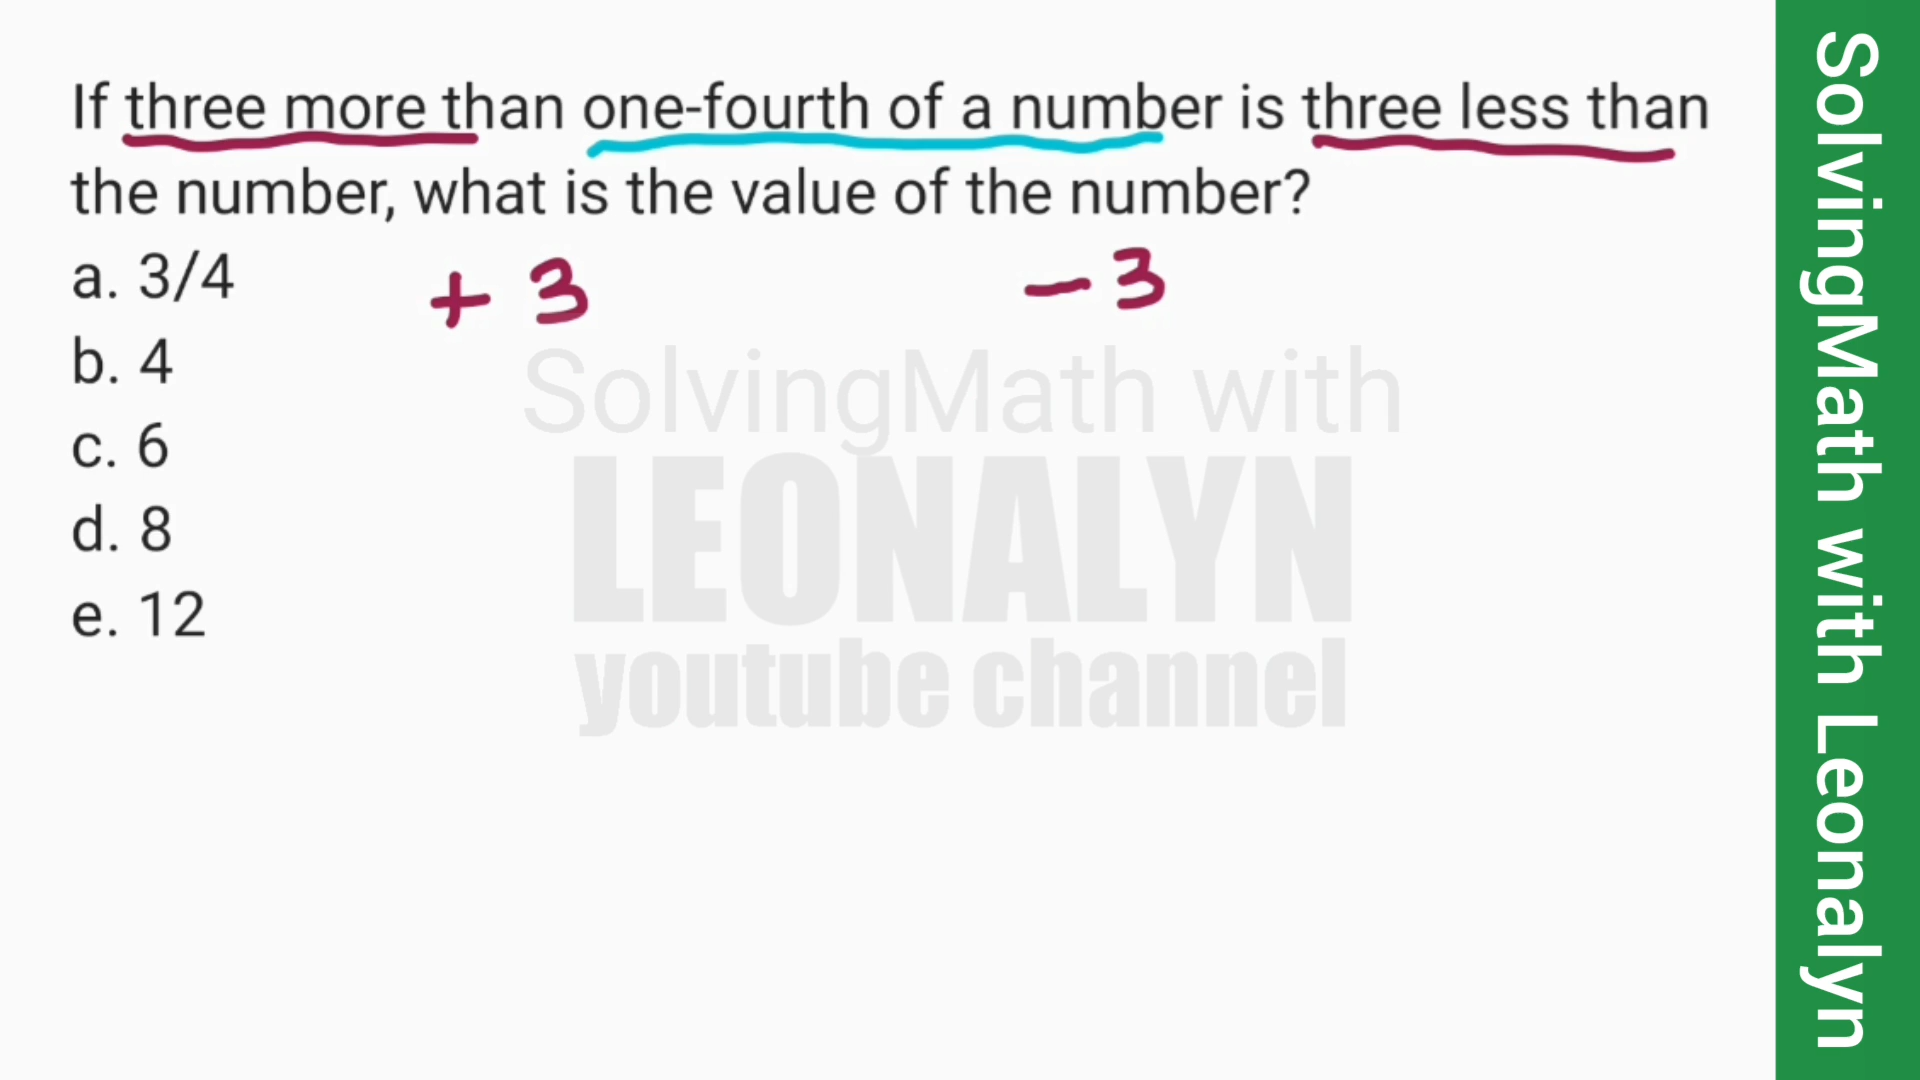 If three more than one-fourth of a number is three less than
the number, what is the value of the number?
a. 3/4
+ 3
- 3
b. 4
c. 6
d. 8
e. 12
SolvingMath with
LEONALYN
youtube channel
SolvingMath with Leonalyn